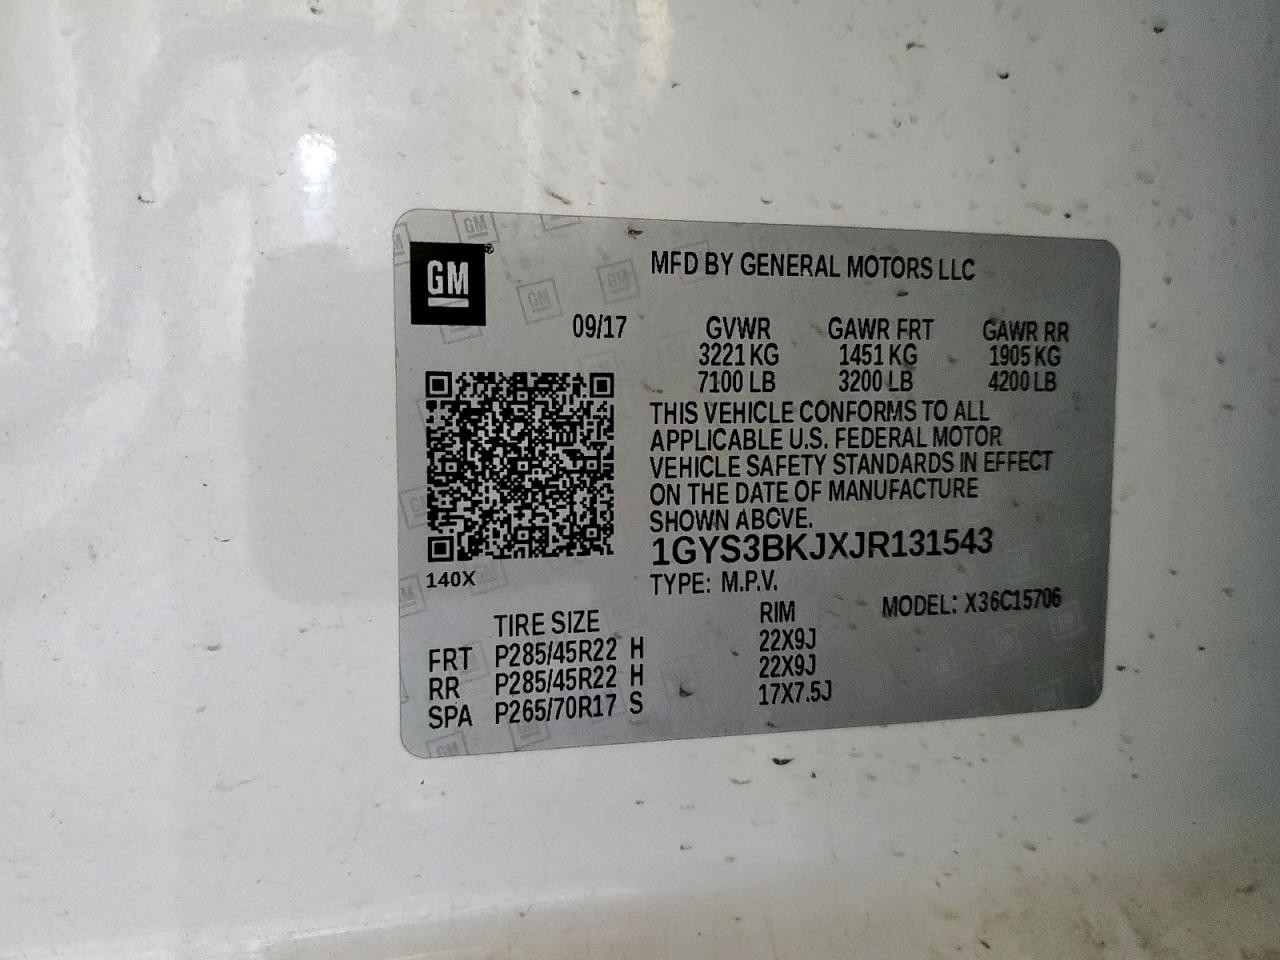 GM
MFD BY GENERAL MOTORS LLC
09/17
GVWR GAWR FRT GAWR RR
3221 KG 1451 KG 1905 KG
7100 LB 3200 LB 4200 LB
THIS VEHICLE CONFORMS TO ALL
APPLICABLE U.S. FEDERAL MOTOR
VEHICLE SAFETY STANDARDS IN EFFECT
ON THE DATE OF MANUFACTURE
SHOWN ABOVE.
1GYS3BKJXJR131543
140X
TYPE: M.P.V.
MODEL: X36C15706
TIRE SIZE RIM
FRT P285/45R22 H 22X9J
RR P285/45R22 H 22X9J
SPA P265/70R17 S 17X7.5J